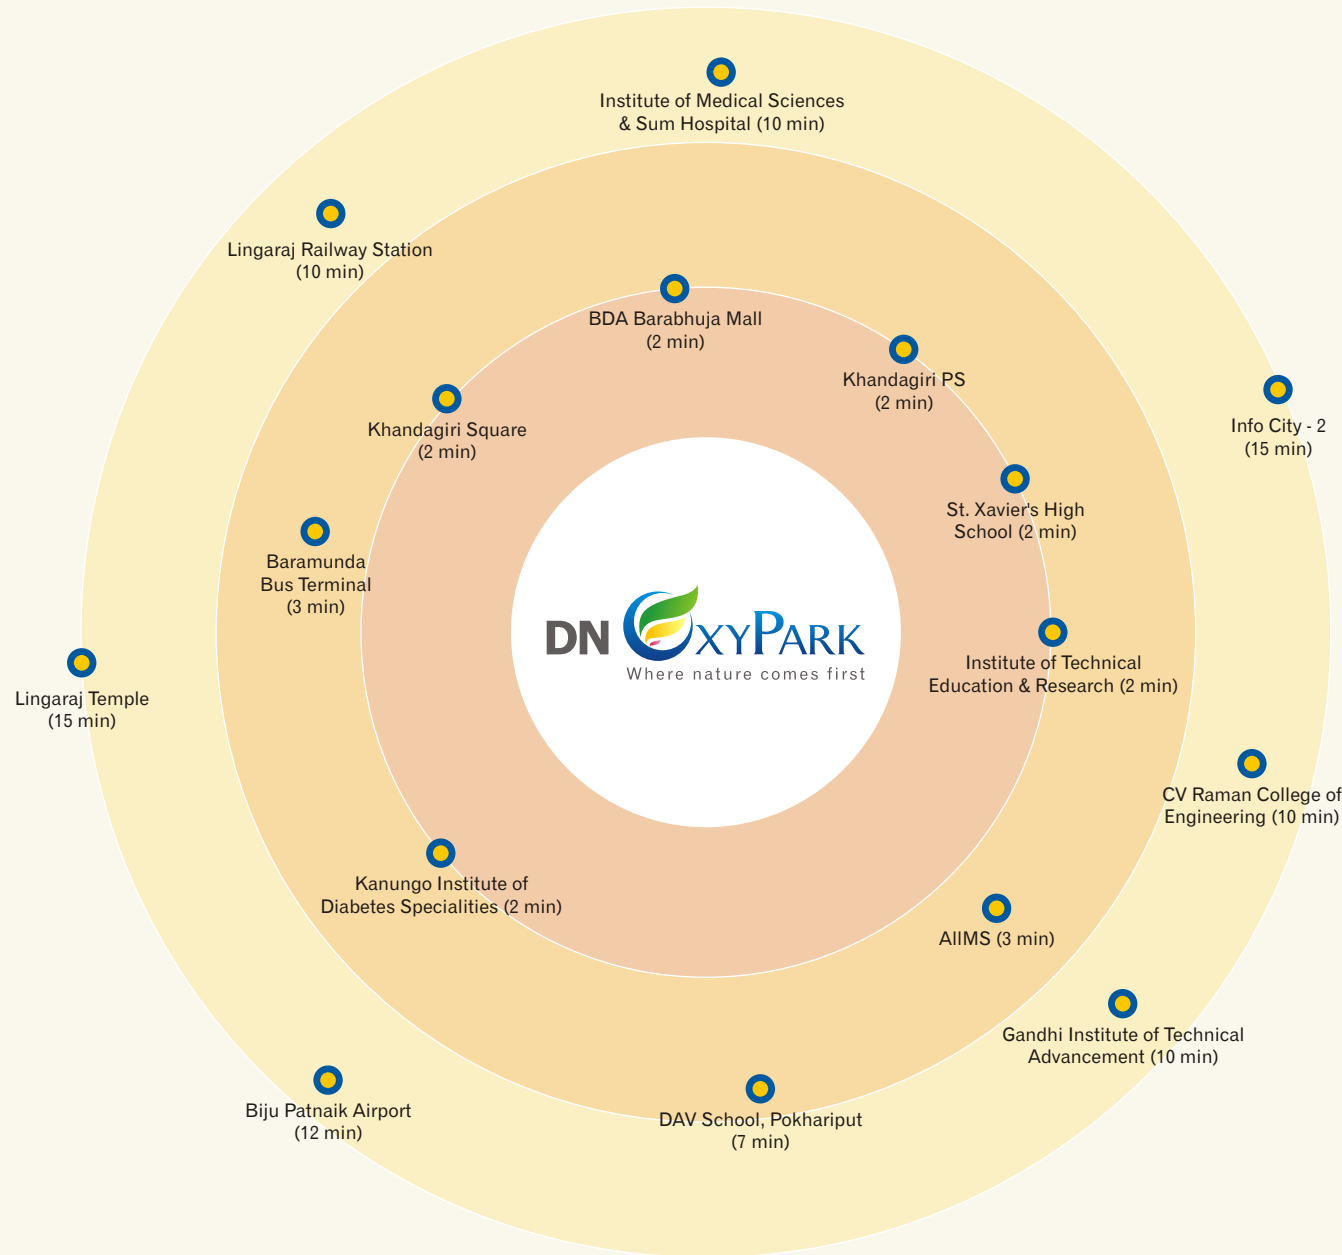 Institute of Medical Sciences
& Sum Hospital (10 min)
Lingaraj Railway Station
(10 min)
BDA Barabhuja Mall
(2 min)
Khandagiri PS
(2 min)
Khandagiri Square
(2 min)
Info City - 2
(15 min)
St. Xavier's High
School (2 min)
Baramunda
Bus Terminal
(3 min)
DN OXYPARK
Where nature comes first
Institute of Technical
Education & Research (2 min)
Lingaraj Temple
(15 min)
CV Raman College of
Engineering (10 min)
Kanungo Institute of
Diabetes Specialities (2 min)
AIIMS (3 min)
Gandhi Institute of Technical
Advancement (10 min)
Biju Patnaik Airport
(12 min)
DAV School, Pokhariput
(7 min)